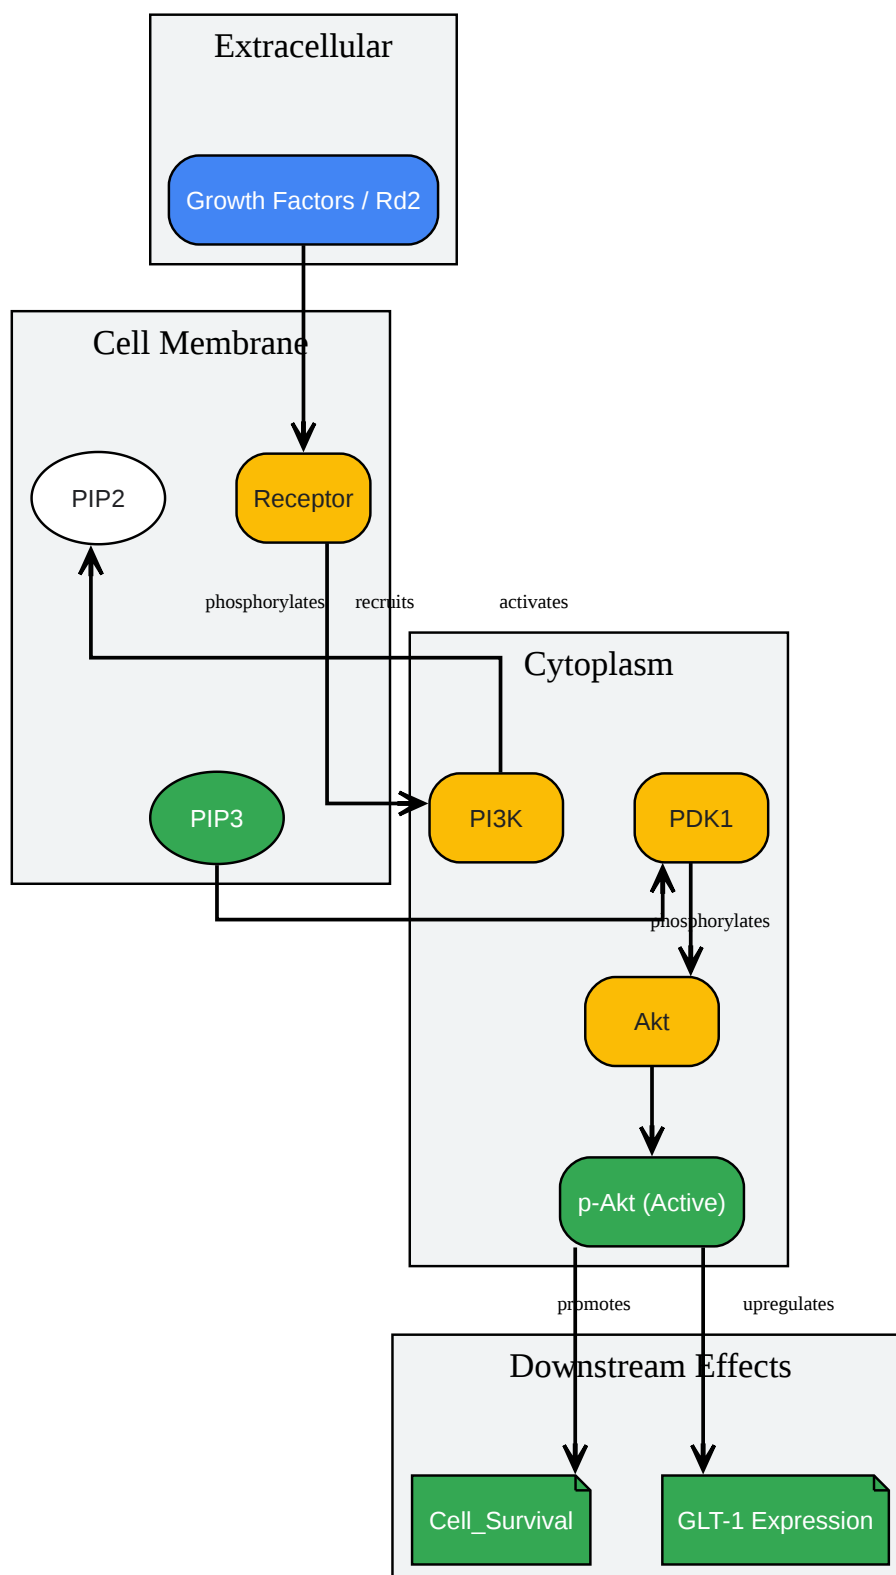 Extracellular
Growth Factors / Rd2
Cell Membrane
PIP2
Receptor
phosphorylates
recruits
activates
Cytoplasm
PIP3
PI3K
PDK1
phosphorylates
Akt
p-Akt (Active)
promotes
upregulates
Downstream Effects
Cell_Survival
GLT-1 Expression